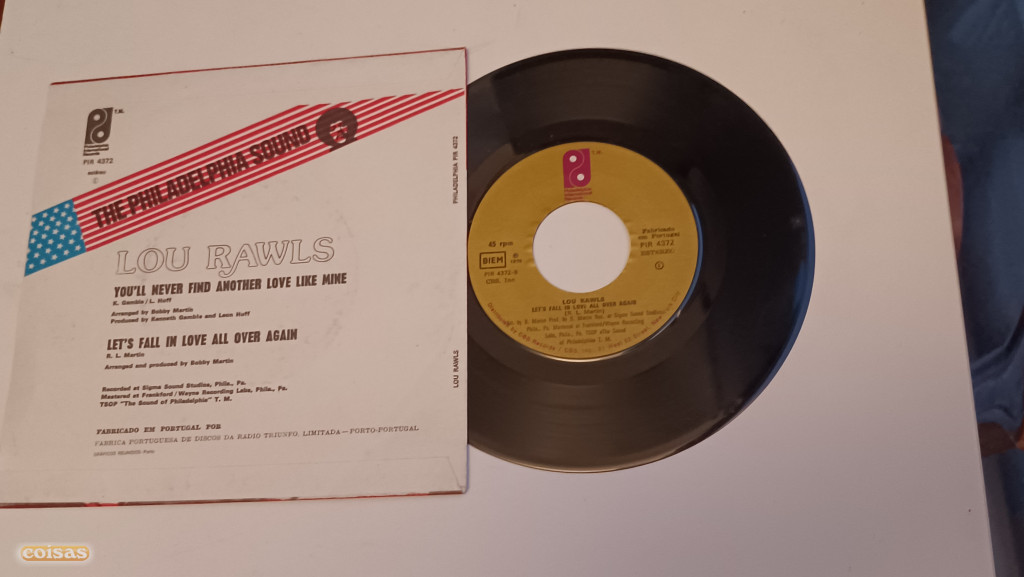 T.M.
PIR 4372
THE PHILADELPHIA SOUND
LOU RAWLS
YOU'LL NEVER FIND ANOTHER LOVE LIKE MINE
K. Gamble / L. Huff
Arranged by Bobby Martin
Produced by Kenneth Gamble and Leon Huff
LET'S FALL IN LOVE ALL OVER AGAIN
R. L. Martin
Arranged and produced by Bobby Martin
Recorded at Sigma Sound Studios, Phila., Pa.
Mastered at Frankford / Wayne Recording Labs, Phila., Pa.
TSOP "The Sound of Philadelphia" T. M.
FABRICADO EM PORTUGAL POR
FÁBRICA PORTUGUESA DE DISCOS DA RÁDIO TRIUNFO, LIMITADA — PORTO-PORTUGAL
PHILADELPHIA PIR 4372
LOU RAWLS
Philadelphia
International
Records
45 rpm
BIEM
PIR 4372-B
Fabricado
em Portugal
PIR 4372
LOU RAWLS
LET'S FALL IN LOVE ALL OVER AGAIN
coisas